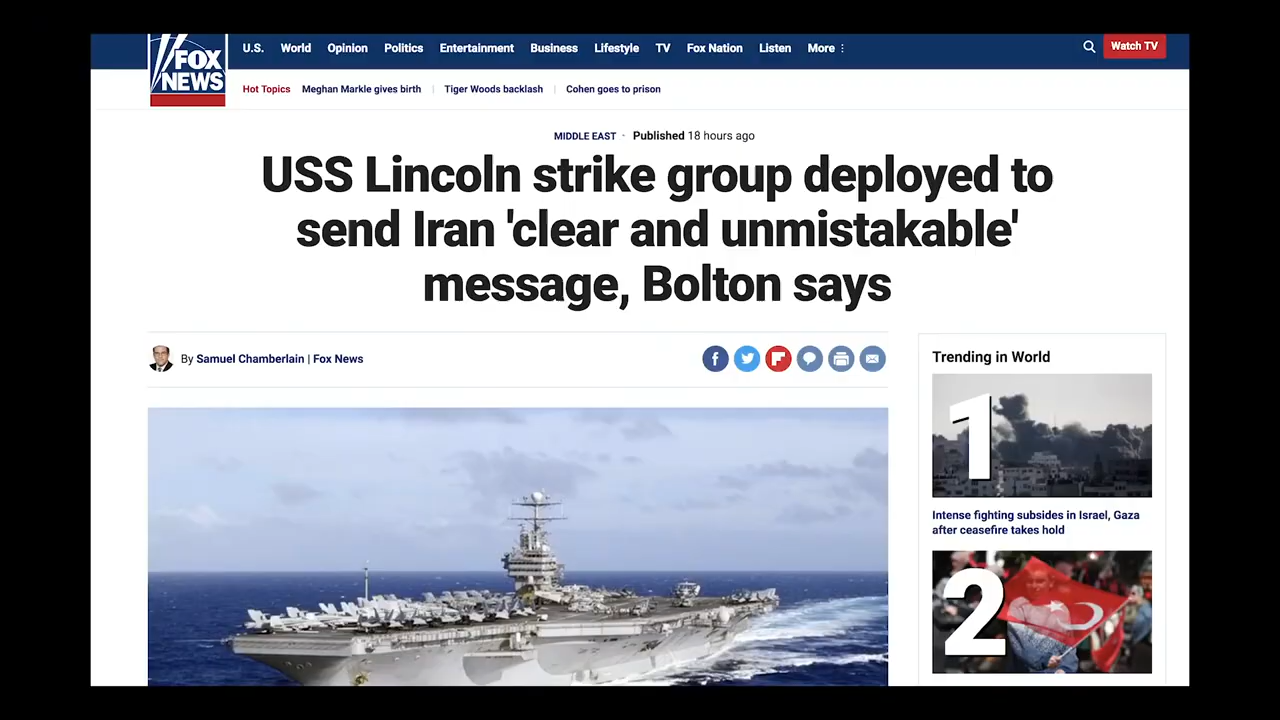 FOX
NEWS
U.S. World Opinion Politics Entertainment Business Lifestyle TV Fox Nation Listen More
Watch TV
Hot Topics Meghan Markle gives birth Tiger Woods backlash Cohen goes to prison
MIDDLE EAST · Published 18 hours ago
USS Lincoln strike group deployed to
send Iran 'clear and unmistakable'
message, Bolton says
By Samuel Chamberlain | Fox News
Trending in World
1
Intense fighting subsides in Israel, Gaza
after ceasefire takes hold
2